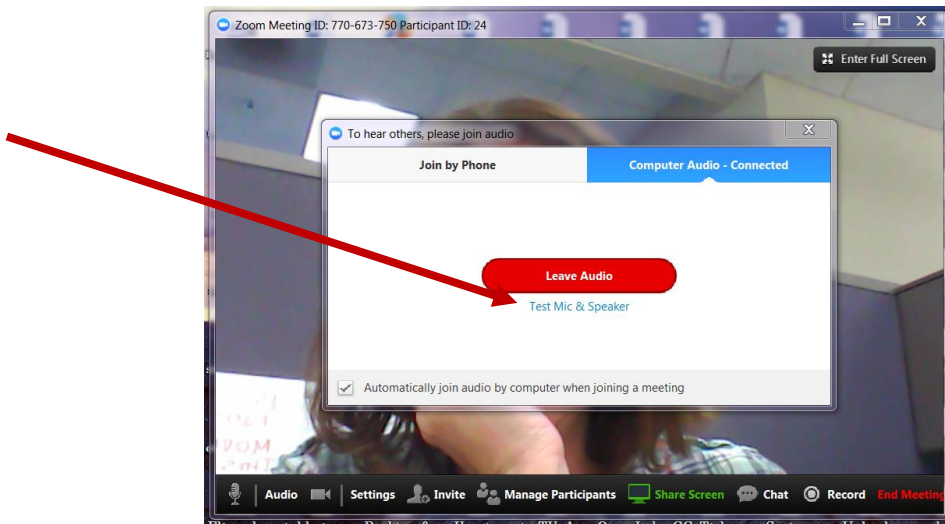 Zoom Meeting ID: 770-673-750 Participant ID: 24
Enter Full Screen
To hear others, please join audio
Join by Phone Computer Audio - Connected
Leave Audio
Test Mic & Speaker
Automatically join audio by computer when joining a meeting
Audio Settings Invite Manage Participants Share Screen Chat Record End Meeting